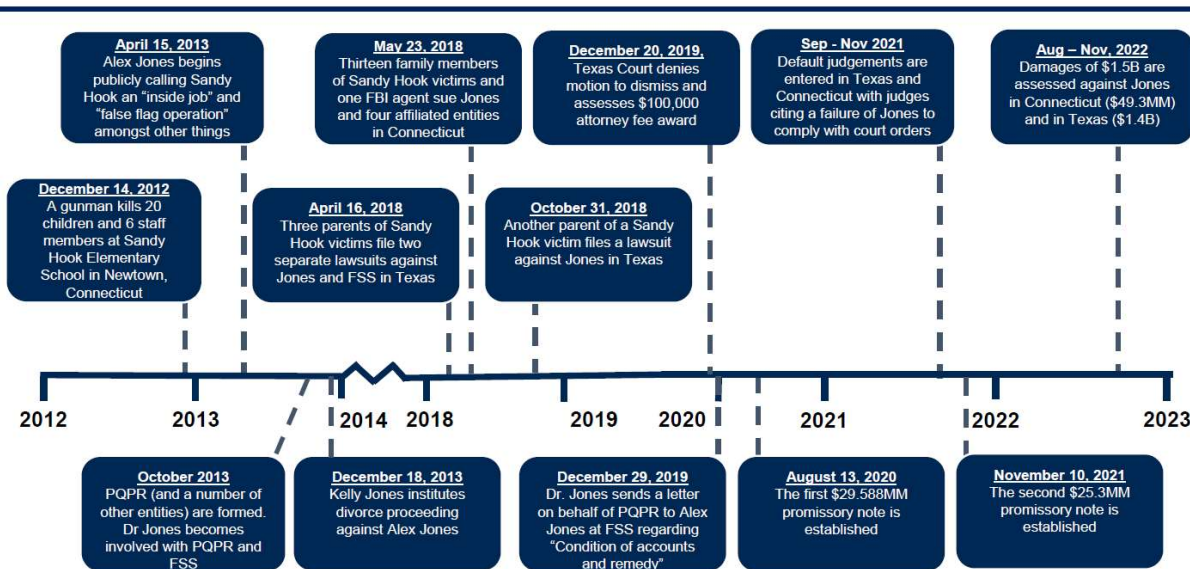 April 15, 2013
Alex Jones begins
publicly calling Sandy
Hook an “inside job” and
“false flag operation”
amongst other things
May 23, 2018
Thirteen family members
of Sandy Hook victims and
one FBI agent sue Jones
and four affiliated entities
in Connecticut
December 20, 2019,
Texas Court denies
motion to dismiss and
assesses $100,000
attorney fee award
Sep - Nov 2021
Default judgements are
entered in Texas and
Connecticut with judges
citing a failure of Jones to
comply with court orders
Aug – Nov, 2022
Damages of $1.5B are
assessed against Jones
in Connecticut ($49.3MM)
and in Texas ($1.4B)
December 14, 2012
A gunman kills 20
children and 6 staff
members at Sandy
Hook Elementary
School in Newtown,
Connecticut
April 16, 2018
Three parents of Sandy
Hook victims file two
separate lawsuits against
Jones and FSS in Texas
October 31, 2018
Another parent of a Sandy
Hook victim files a lawsuit
against Jones in Texas
2012
2013
2014
2018
2019
2020
2021
2022
2023
October 2013
PQPR (and a number of
other entities) are formed.
Dr Jones becomes
involved with PQPR and
FSS
December 18, 2013
Kelly Jones institutes
divorce proceeding
against Alex Jones
December 29, 2019
Dr. Jones sends a letter
on behalf of PQPR to Alex
Jones at FSS regarding
“Condition of accounts
and remedy”
August 13, 2020
The first $29.588MM
promissory note is
established
November 10, 2021
The second $25.3MM
promissory note is
established